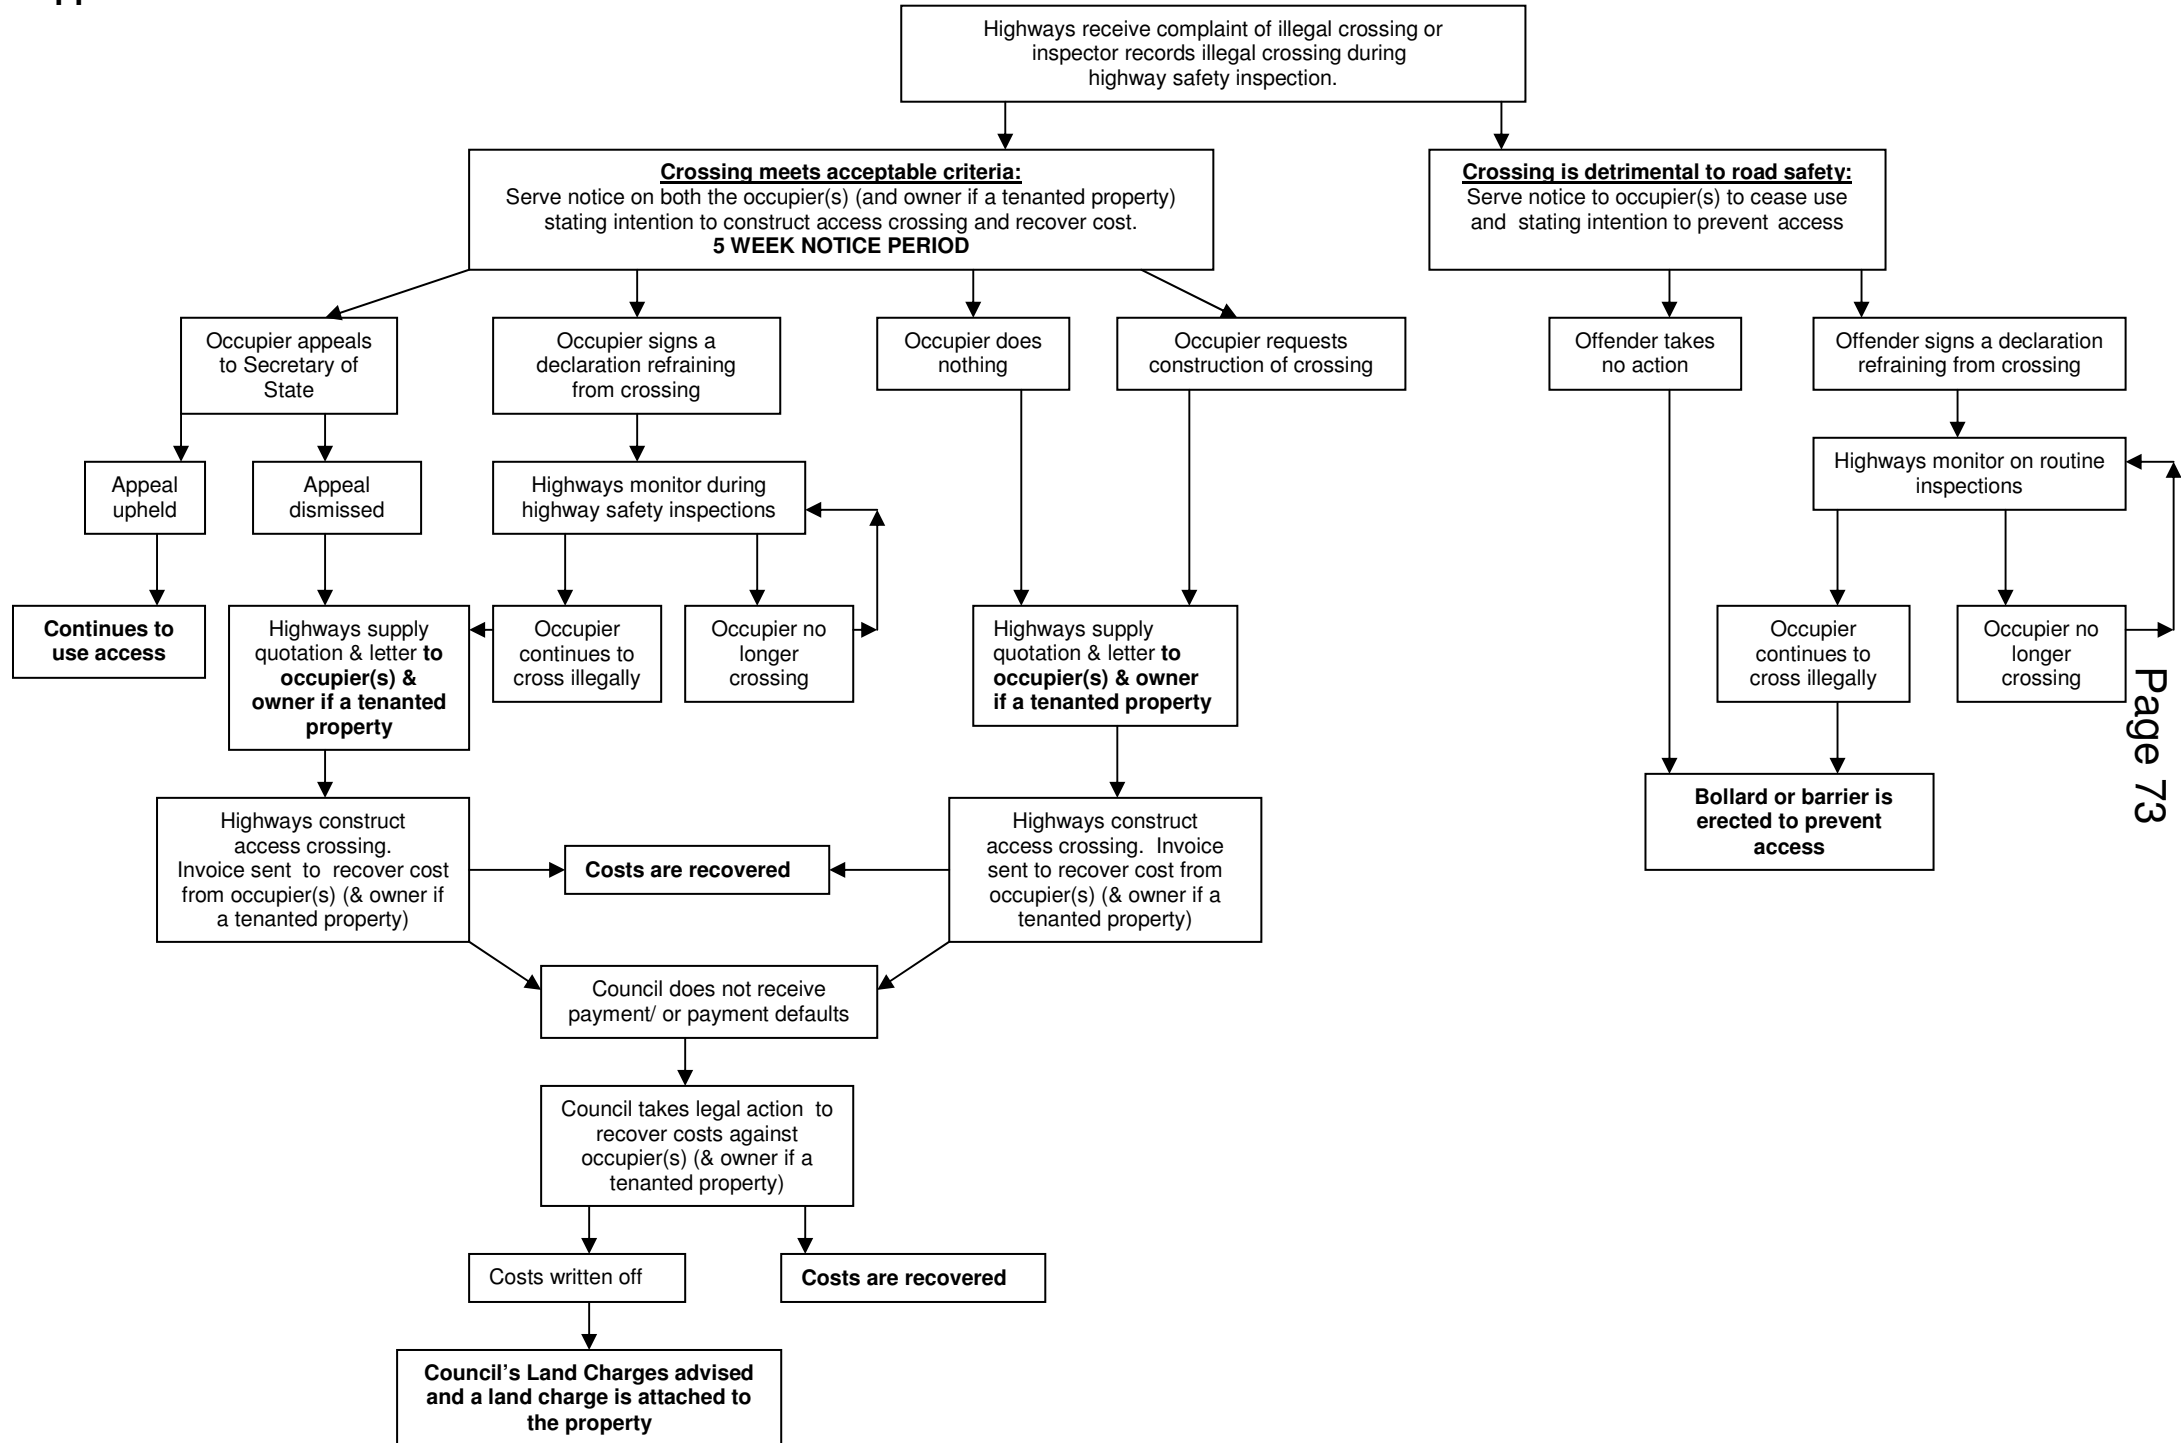 Highways receive complaint of illegal crossing or
inspector records illegal crossing during
highway safety inspection.
Crossing meets acceptable criteria:
Serve notice on both the occupier(s) (and owner if a tenanted property)
stating intention to construct access crossing and recover cost.
5 WEEK NOTICE PERIOD
Crossing is detrimental to road safety:
Serve notice to occupier(s) to cease use
and stating intention to prevent access
Occupier appeals
to Secretary of
State
Occupier signs a
declaration refraining
from crossing
Occupier does
nothing
Occupier requests
construction of crossing
Offender takes
no action
Offender signs a declaration
refraining from crossing
Appeal
upheld
Appeal
dismissed
Highways monitor during
highway safety inspections
Highways monitor on routine
inspections
Continues to
use access
Highways supply
quotation & letter to
occupier(s) &
owner if a tenanted
property
Occupier
continues to
cross illegally
Occupier no
longer
crossing
Highways supply
quotation & letter to
occupier(s) & owner
if a tenanted property
Occupier
continues to
cross illegally
Occupier no
longer
crossing
Page 73
Highways construct
access crossing.
Invoice sent to recover cost
from occupier(s) (& owner if
a tenanted property)
Costs are recovered
Highways construct
access crossing. Invoice
sent to recover cost from
occupier(s) (& owner if a
tenanted property)
Bollard or barrier is
erected to prevent
access
Council does not receive
payment/ or payment defaults
Council takes legal action to
recover costs against
occupier(s) (& owner if a
tenanted property)
Costs written off
Costs are recovered
Council's Land Charges advised
and a land charge is attached to
the property